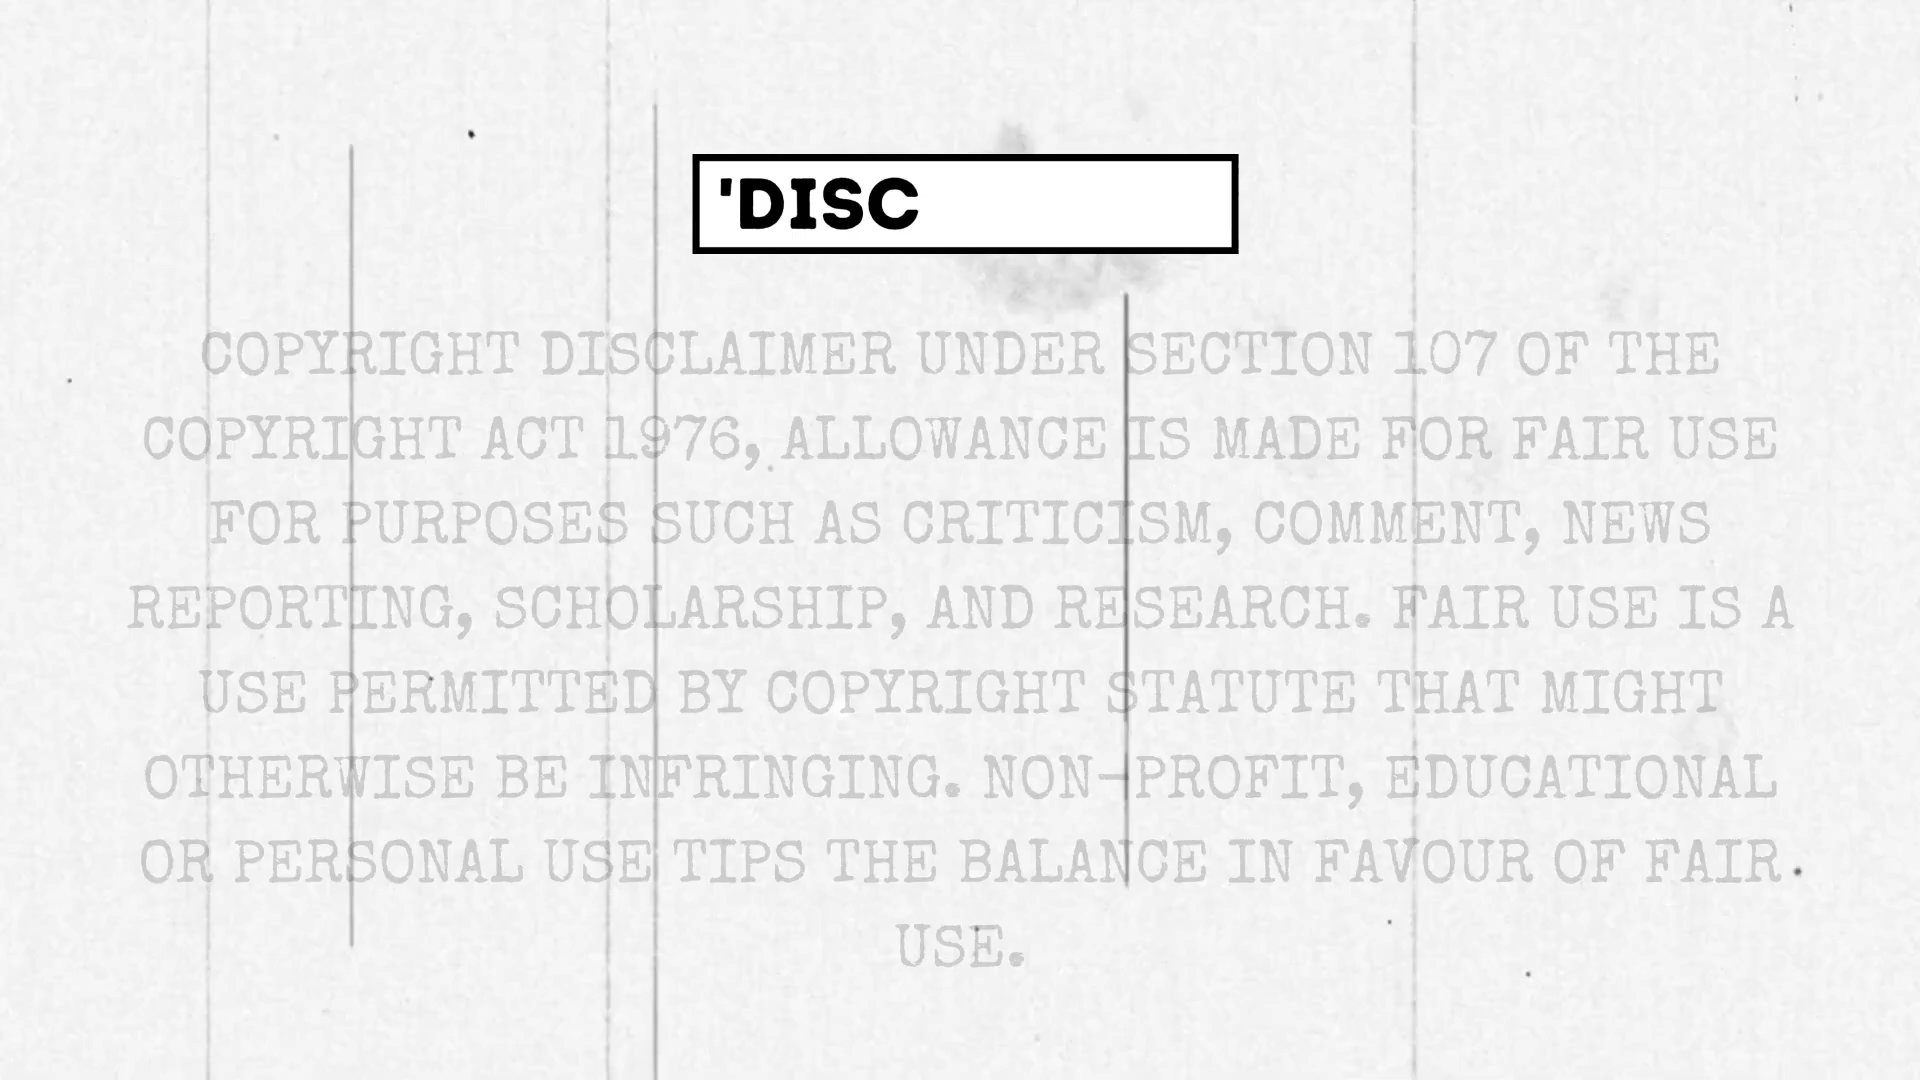 'DISC
COPYRIGHT DISCLAIMER UNDER SECTION 107 OF THE
COPYRIGHT ACT 1976, ALLOWANCE IS MADE FOR FAIR USE
FOR PURPOSES SUCH AS CRITICISM, COMMENT, NEWS
REPORTING, SCHOLARSHIP, AND RESEARCH. FAIR USE IS A
USE PERMITTED BY COPYRIGHT STATUTE THAT MIGHT
OTHERWISE BE INFRINGING. NON-PROFIT, EDUCATIONAL
OR PERSONAL USE TIPS THE BALANCE IN FAVOUR OF FAIR
USE.